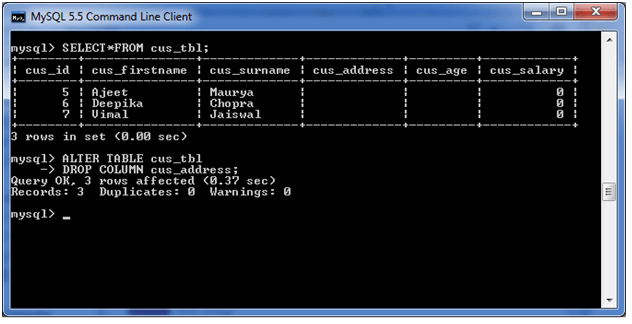 MySQL 5.5 Command Line Client
mysql> SELECT*FROM cus_tbl;
+--------+---------------+-------------+-------------+---------+------------+
| cus_id | cus_firstname | cus_surname | cus_address | cus_age | cus_salary |
+--------+---------------+-------------+-------------+---------+------------+
| 5 | Ajeet | Maurya | | | 0 |
| 6 | Deepika | Chopra | | | 0 |
| 7 | Vimal | Jaiswal | | | 0 |
+--------+---------------+-------------+-------------+---------+------------+
3 rows in set (0.00 sec)
mysql> ALTER TABLE cus_tbl
-> DROP COLUMN cus_address;
Query OK, 3 rows affected (0.37 sec)
Records: 3 Duplicates: 0 Warnings: 0
mysql> _